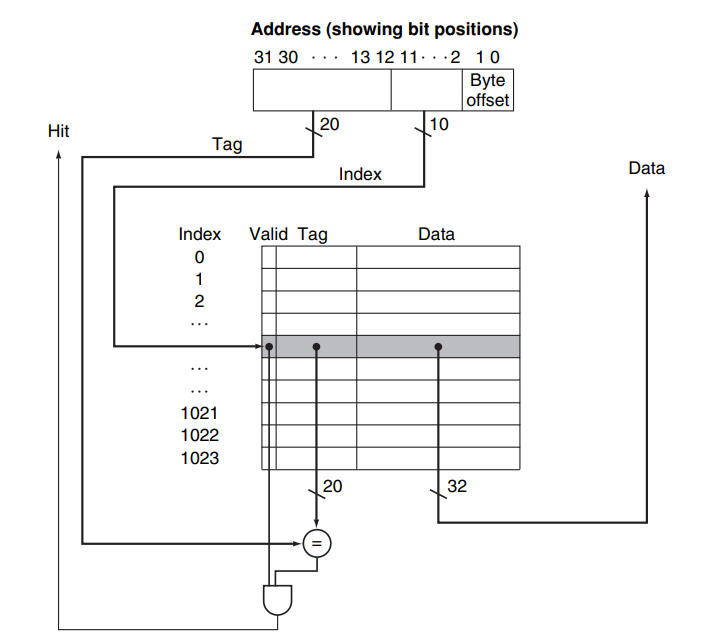 Address (showing bit positions)
31 30 · · · 13 12 11 · · · 2 1 0
Byte
offset
20
10
Hit
Tag
Data
Index
Index
Valid
Tag
Data
0
1
2
· · ·
· · ·
· · ·
1021
1022
1023
20
32
=